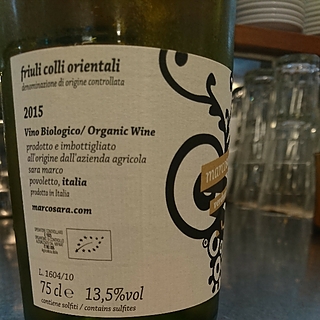 friuli colli orientali
denominazione di origine controllata
2015
Vino Biologico/ Organic Wine
prodotto e imbottigliato
all'origine dall'azienda agricola
sara marco
povoletto, italia
prodotto in Italia
marcosara.com
L. 1604/10
75 cl e 13,5%vol
contiene solfiti / contains sulfites